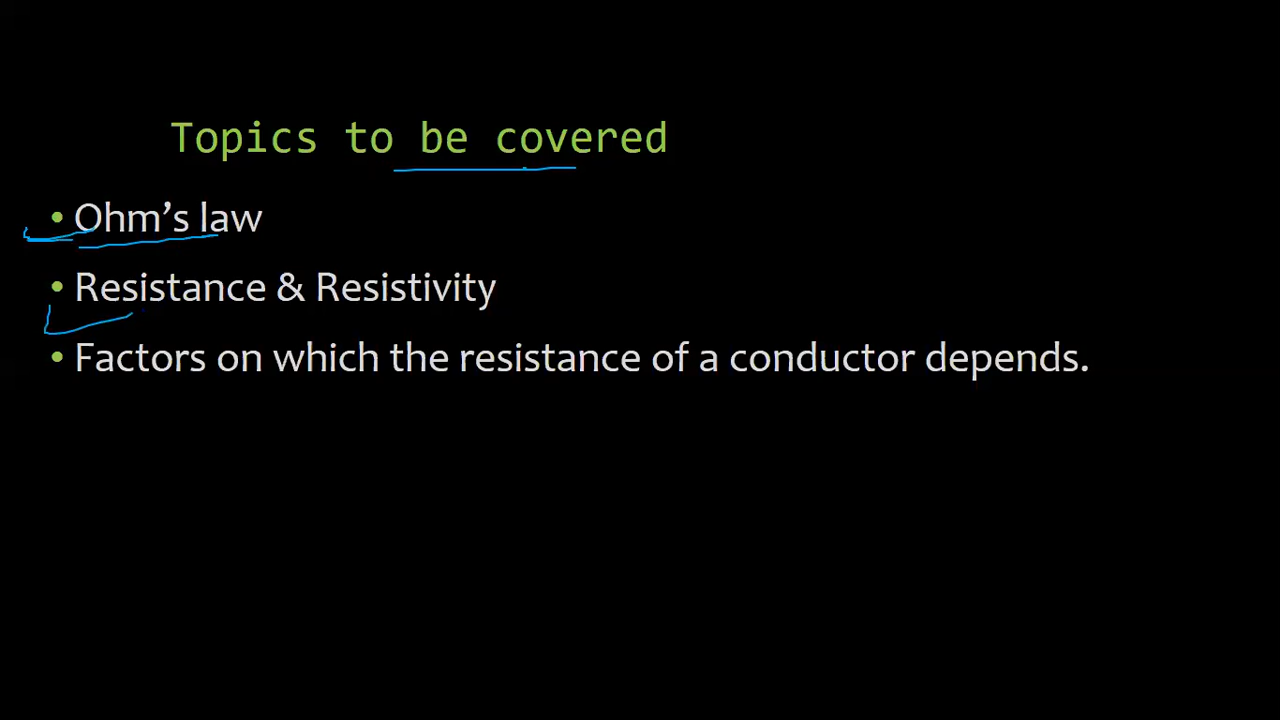 Topics to be covered
• Ohm’s law
• Resistance & Resistivity
• Factors on which the resistance of a conductor depends.